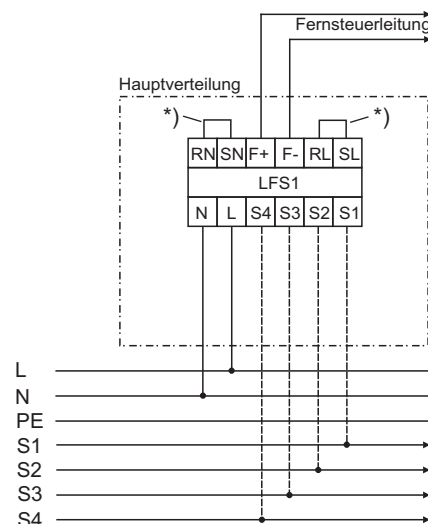 Fernsteuerleitung
Hauptverteilung
*) *)
RN SN F+ F- RL SL
LFS1
N L S4 S3 S2 S1
L
N
PE
S1
S2
S3
S4